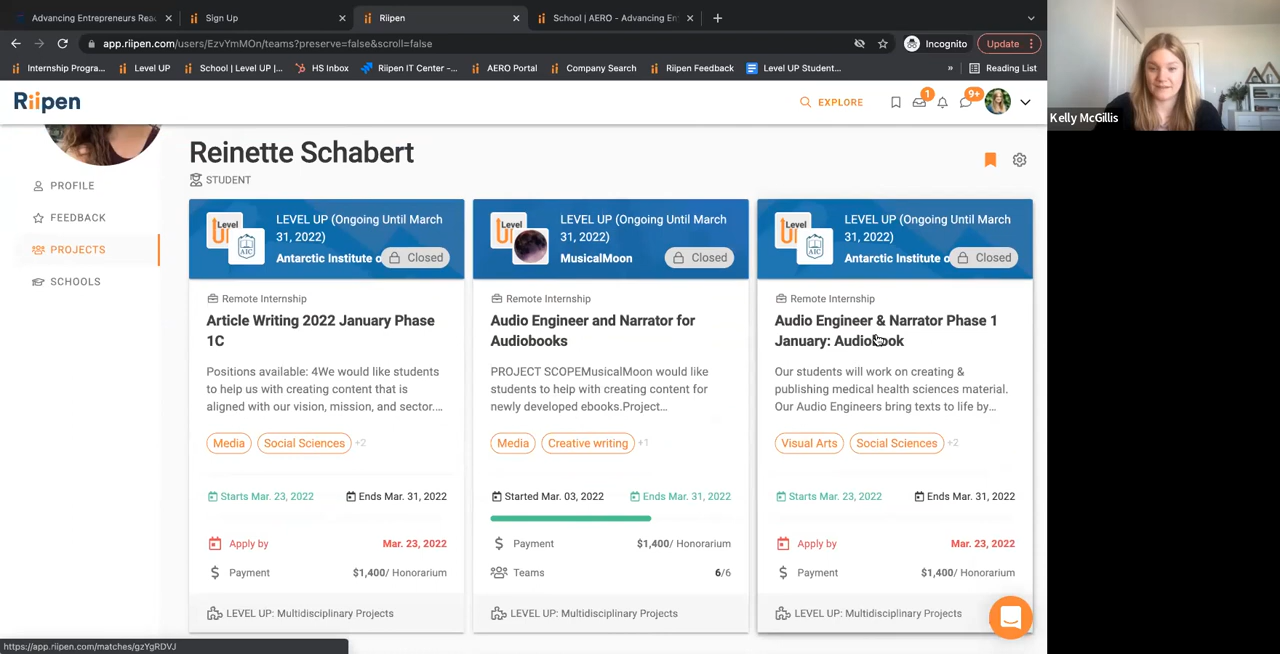 Advancing Entrepreneurs Rea
Sign Up
Riipen
School | AERO - Advancing En
app.riipen.com/users/EzvYmMOn/teams?preserve=false&scroll=false
Incognito
Update
Internship Progra...
Level UP
School | Level UP |...
HS Inbox
Riipen IT Center -...
AERO Portal
Company Search
Riipen Feedback
Level UP Student...
»
Reading List
Riipen
EXPLORE
1
9+
Kelly McGillis
Reinette Schabert
STUDENT
PROFILE
FEEDBACK
PROJECTS
SCHOOLS
Level UP
LEVEL UP (Ongoing Until March
31, 2022)
AIC
Antarctic Institute o
Closed
Remote Internship
Article Writing 2022 January Phase
1C
Positions available: 4We would like students
to help us with creating content that is
aligned with our vision, mission, and sector....
Media
Social Sciences
+2
Starts Mar. 23, 2022
Ends Mar. 31, 2022
Apply by
Mar. 23, 2022
Payment
$1,400/ Honorarium
LEVEL UP: Multidisciplinary Projects
Level UP
LEVEL UP (Ongoing Until March
31, 2022)
MusicalMoon
Closed
Remote Internship
Audio Engineer and Narrator for
Audiobooks
PROJECT SCOPEMusicalMoon would like
students to help with creating content for
newly developed ebooks.Project...
Media
Creative writing
+1
Started Mar. 03, 2022
Ends Mar. 31, 2022
Payment
$1,400/ Honorarium
Teams
6/6
LEVEL UP: Multidisciplinary Projects
Level UP
LEVEL UP (Ongoing Until March
31, 2022)
AIC
Antarctic Institute o
Closed
Remote Internship
Audio Engineer & Narrator Phase 1
January: Audiobook
Our students will work on creating &
publishing medical health sciences material.
Our Audio Engineers bring texts to life by...
Visual Arts
Social Sciences
+2
Starts Mar. 23, 2022
Ends Mar. 31, 2022
Apply by
Mar. 23, 2022
Payment
$1,400/ Honorarium
LEVEL UP: Multidisciplinary Projects
https://app.riipen.com/matches/gzYgRDVJ